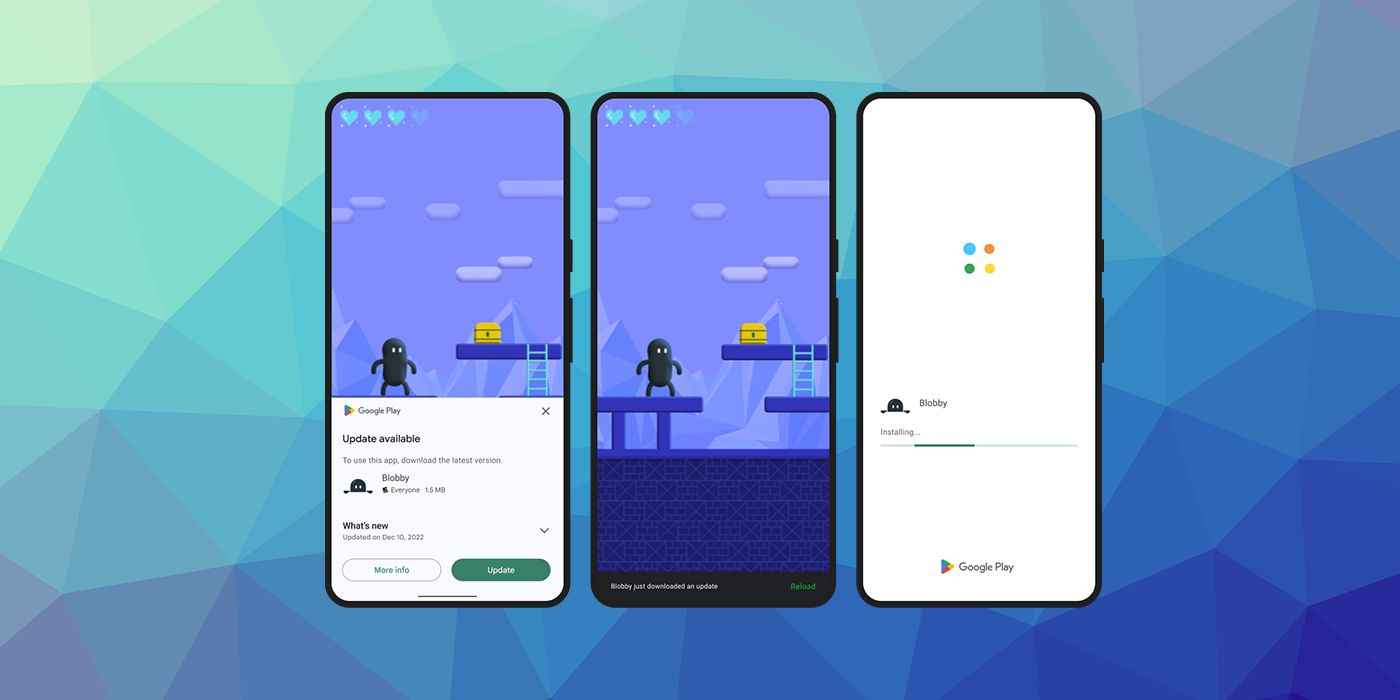 Google Play
Update available
To use this app, download the latest version.
Blobby
Everyone 1.5 MB
What's new
Updated on Dec 10, 2022
More info
Update
Blobby just downloaded an update
Reload
Blobby
Installing...
Google Play